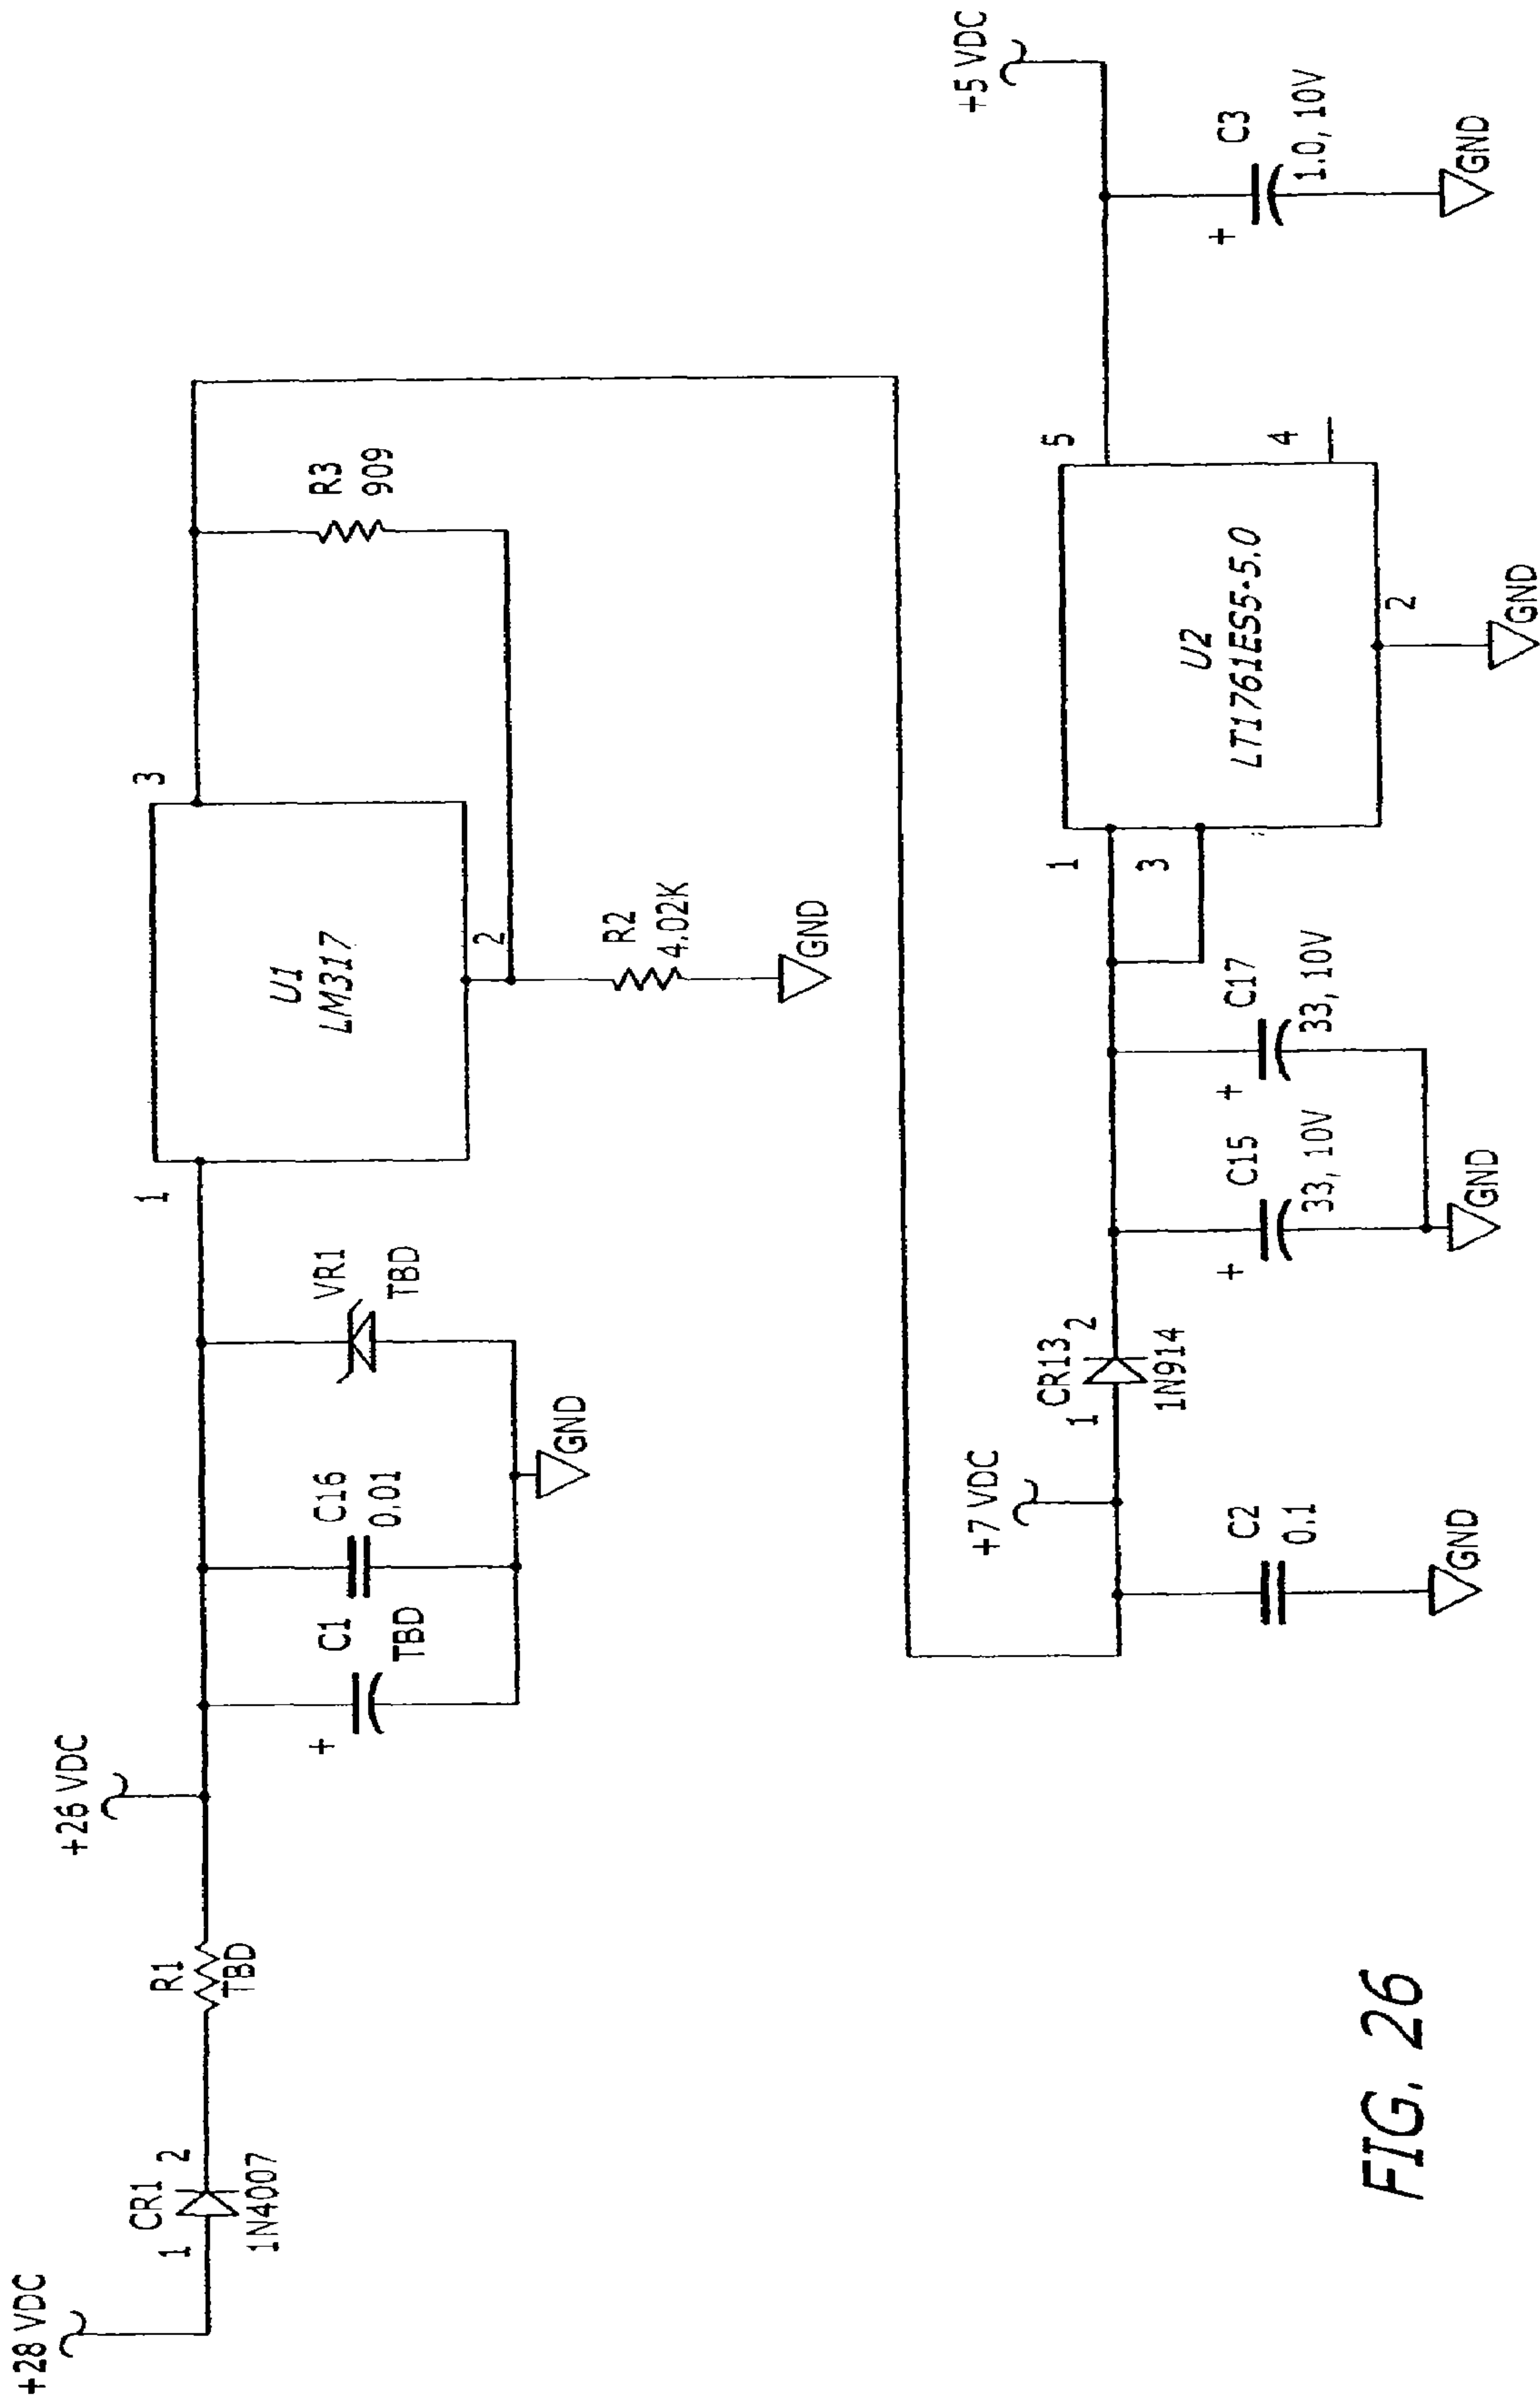 +28 VDC
CR1
1 2
1N4007
R1
TBD
+26 VDC
+
C1
TBD
C16
0.01
VR1
TBD
GND
1
U1
LM317
3
2
R2
4.02K
GND
R3
909
+7 VDC
C2
0.1
GND
CR13
1 2
1N914
+
C15
33, 10V
+
C17
33, 10V
GND
1
3
U2
LT1761ES5-5.0
5
4
2
GND
+5 VDC
+
C3
1.0, 10V
GND
FIG. 26